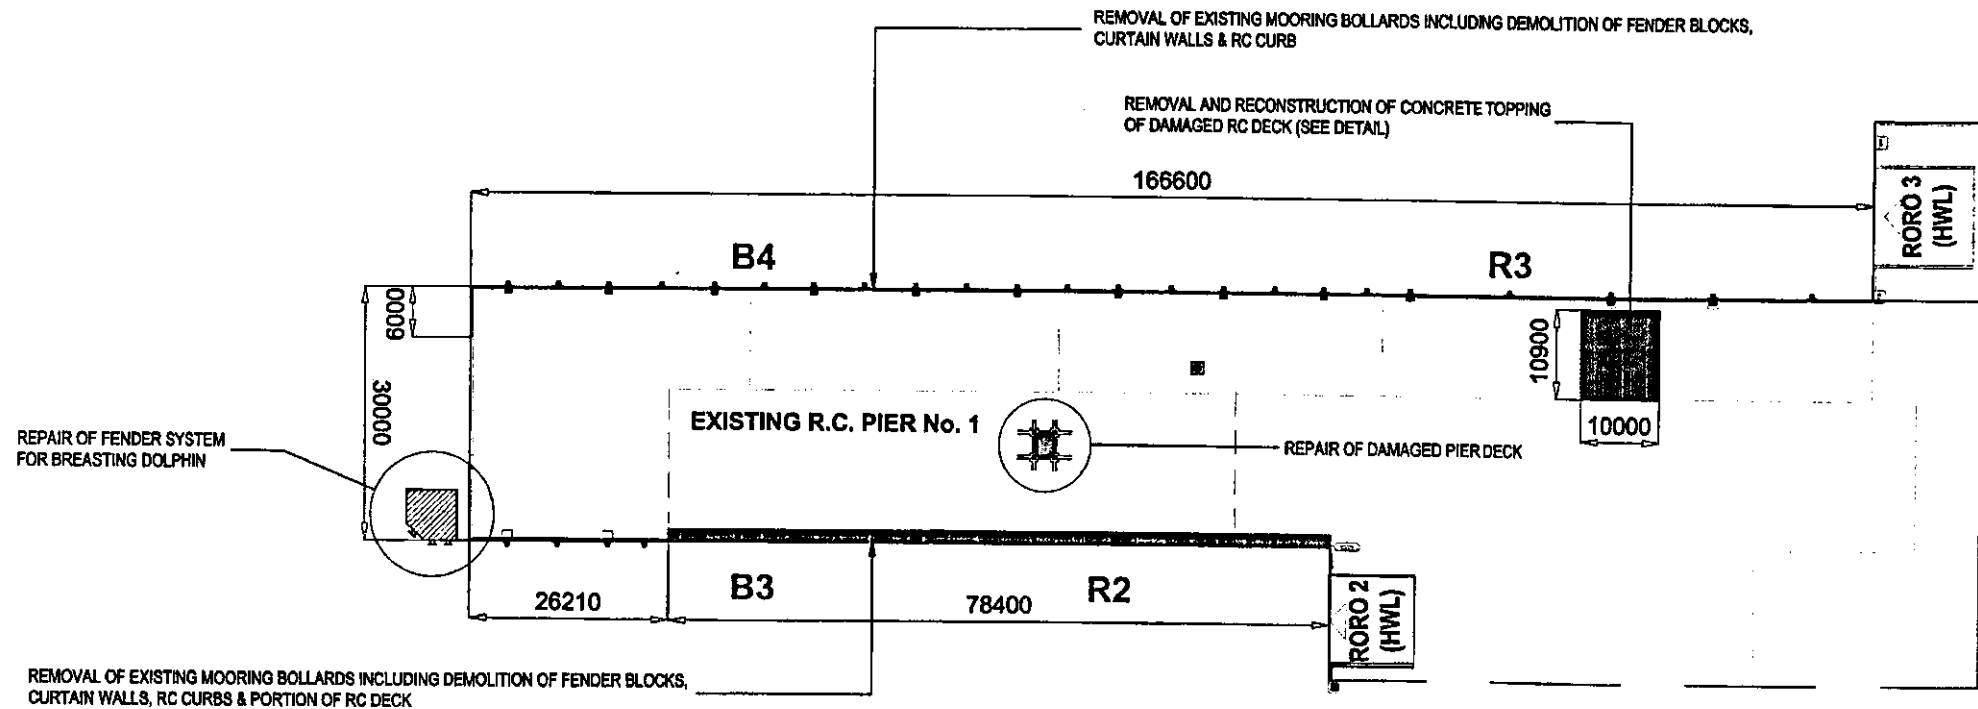 REMOVAL OF EXISTING MOORING BOLLARDS INCLUDING DEMOLITION OF FENDER BLOCKS,
CURTAIN WALLS & RC CURB
REMOVAL AND RECONSTRUCTION OF CONCRETE TOPPING
OF DAMAGED RC DECK (SEE DETAIL)
166600
RORO 3
(HWL)
B4
R3
6000
30000
10900
10000
EXISTING R.C. PIER No. 1
REPAIR OF DAMAGED PIER DECK
REPAIR OF FENDER SYSTEM
FOR BREASTING DOLPHIN
26210
B3
78400
R2
RORO 2
(HWL)
REMOVAL OF EXISTING MOORING BOLLARDS INCLUDING DEMOLITION OF FENDER BLOCKS,
CURTAIN WALLS, RC CURBS & PORTION OF RC DECK